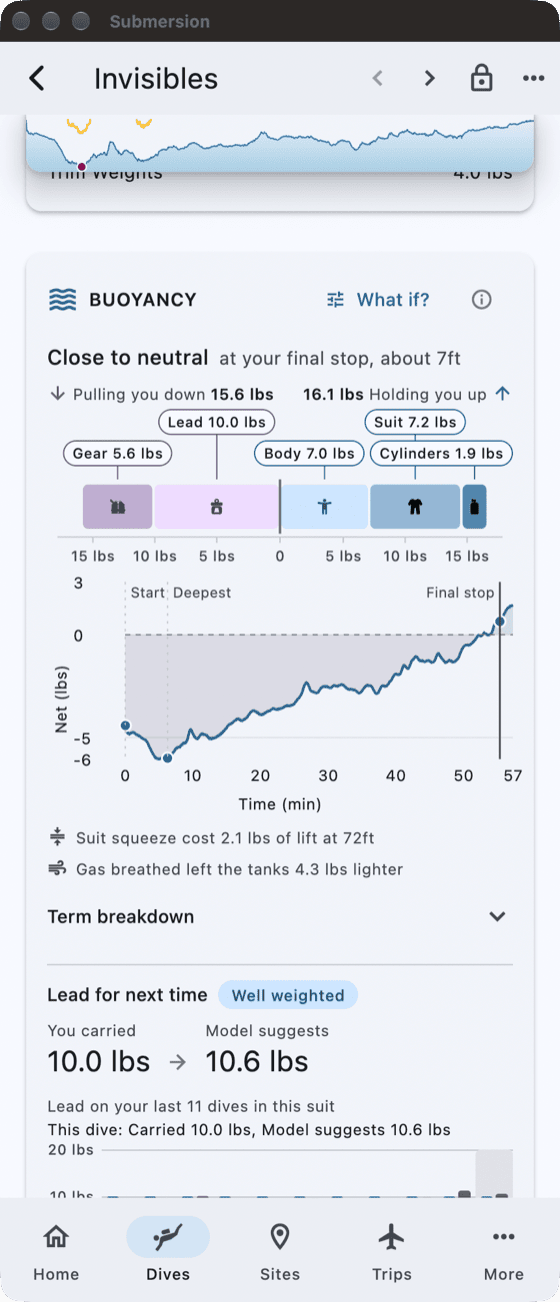 Submersion
Invisibles
Trim Weights 4.0 lbs
BUOYANCY What if?
Close to neutral at your final stop, about 7ft
Pulling you down 15.6 lbs 16.1 lbs Holding you up
Lead 10.0 lbs Suit 7.2 lbs
Gear 5.6 lbs Body 7.0 lbs Cylinders 1.9 lbs
15 lbs 10 lbs 5 lbs 0 5 lbs 10 lbs 15 lbs
3
Start Deepest Final stop
0
Net (lbs)
-5
-6
0 10 20 30 40 50 57
Time (min)
Suit squeeze cost 2.1 lbs of lift at 72ft
Gas breathed left the tanks 4.3 lbs lighter
Term breakdown
Lead for next time Well weighted
You carried Model suggests
10.0 lbs → 10.6 lbs
Lead on your last 11 dives in this suit
This dive: Carried 10.0 lbs, Model suggests 10.6 lbs
20 lbs
10 lbs
Home Dives Sites Trips More